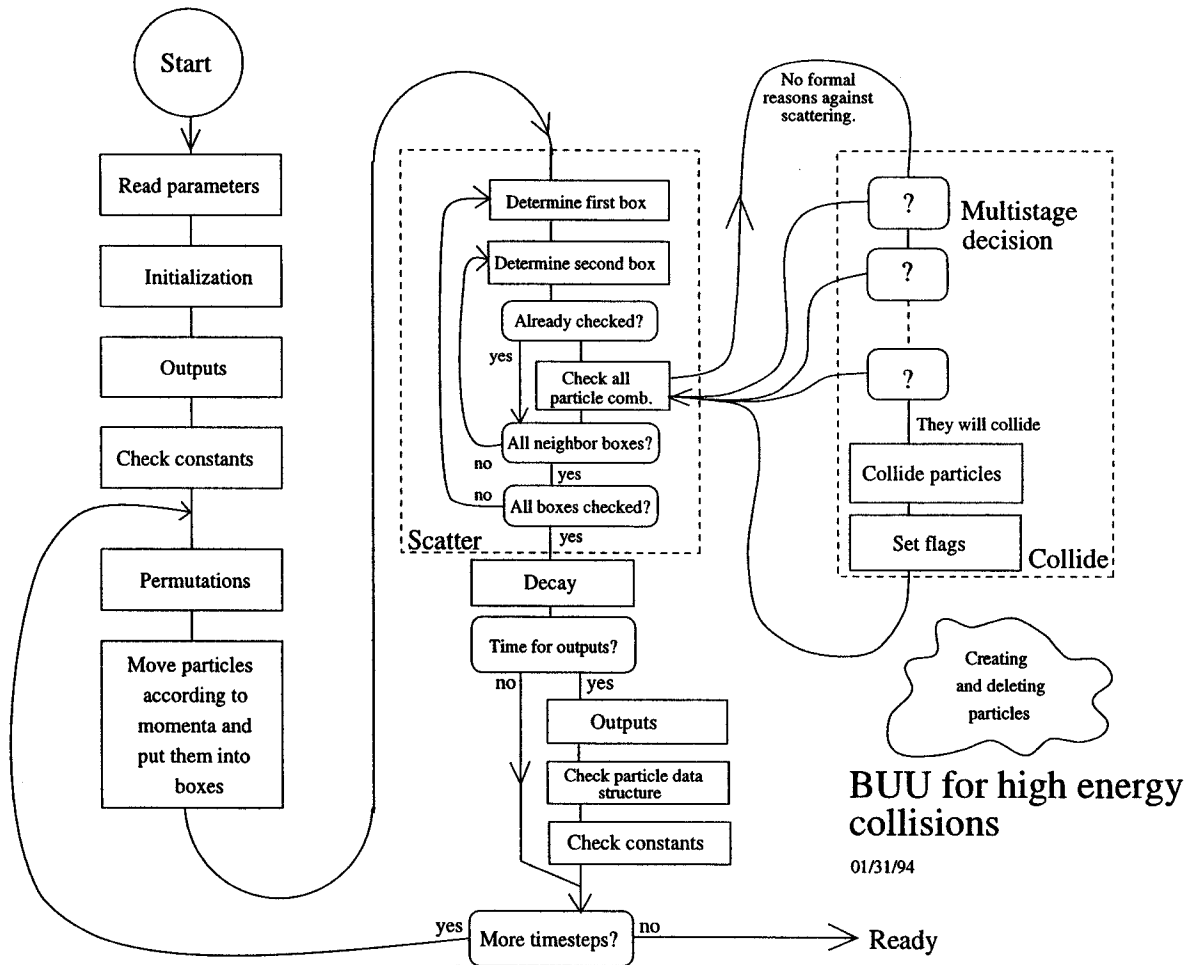 Start
Read parameters
Initialization
Outputs
Check constants
Permutations
Move particles
according to
momenta and
put them into
boxes
Determine first box
Determine second box
Already checked?
yes
Check all
particle comb.
All neighbor boxes?
no
yes
no
All boxes checked?
yes
Scatter
Decay
Time for outputs?
no
yes
Outputs
Check particle data
structure
Check constants
yes
More timesteps?
no
Ready
No formal
reasons against
scattering.
?
Multistage
decision
?
?
They will collide
Collide particles
Set flags
Collide
Creating
and deleting
particles
BUU for high energy
collisions
01/31/94